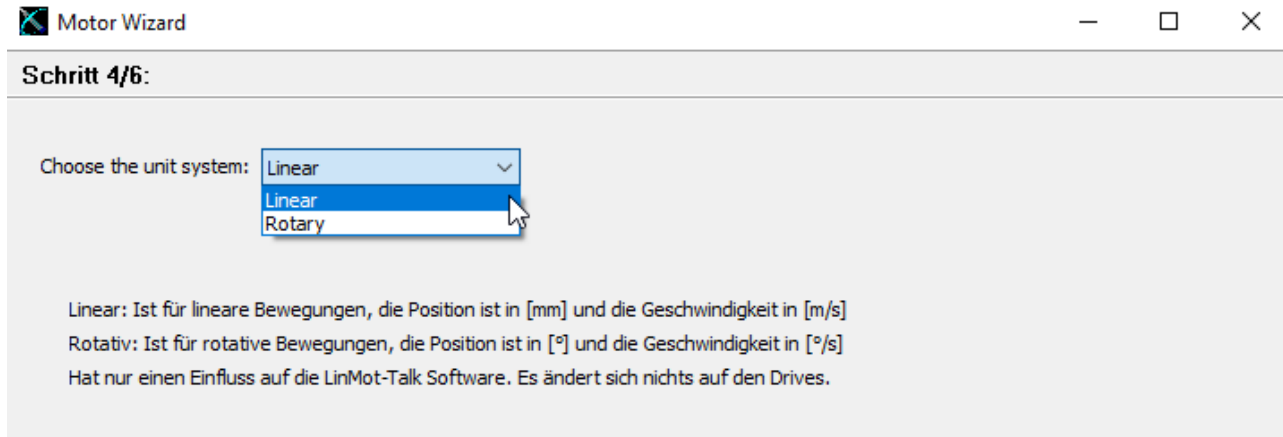 Motor Wizard
Schritt 4/6:
Choose the unit system: Linear
Linear
Rotary
Linear: Ist für lineare Bewegungen, die Position ist in [mm] und die Geschwindigkeit in [m/s]
Rotativ: Ist für rotative Bewegungen, die Position ist in [°] und die Geschwindigkeit in [°/s]
Hat nur einen Einfluss auf die LinMot-Talk Software. Es ändert sich nichts auf den Drives.